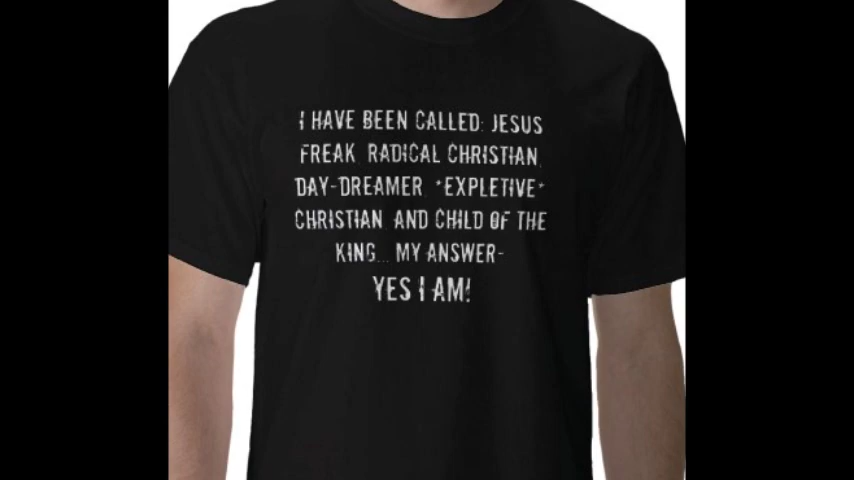 I HAVE BEEN CALLED: JESUS
FREAK, RADICAL CHRISTIAN,
DAY-DREAMER, *EXPLETIVE*
CHRISTIAN, AND CHILD OF THE
KING... MY ANSWER-
YES I AM!